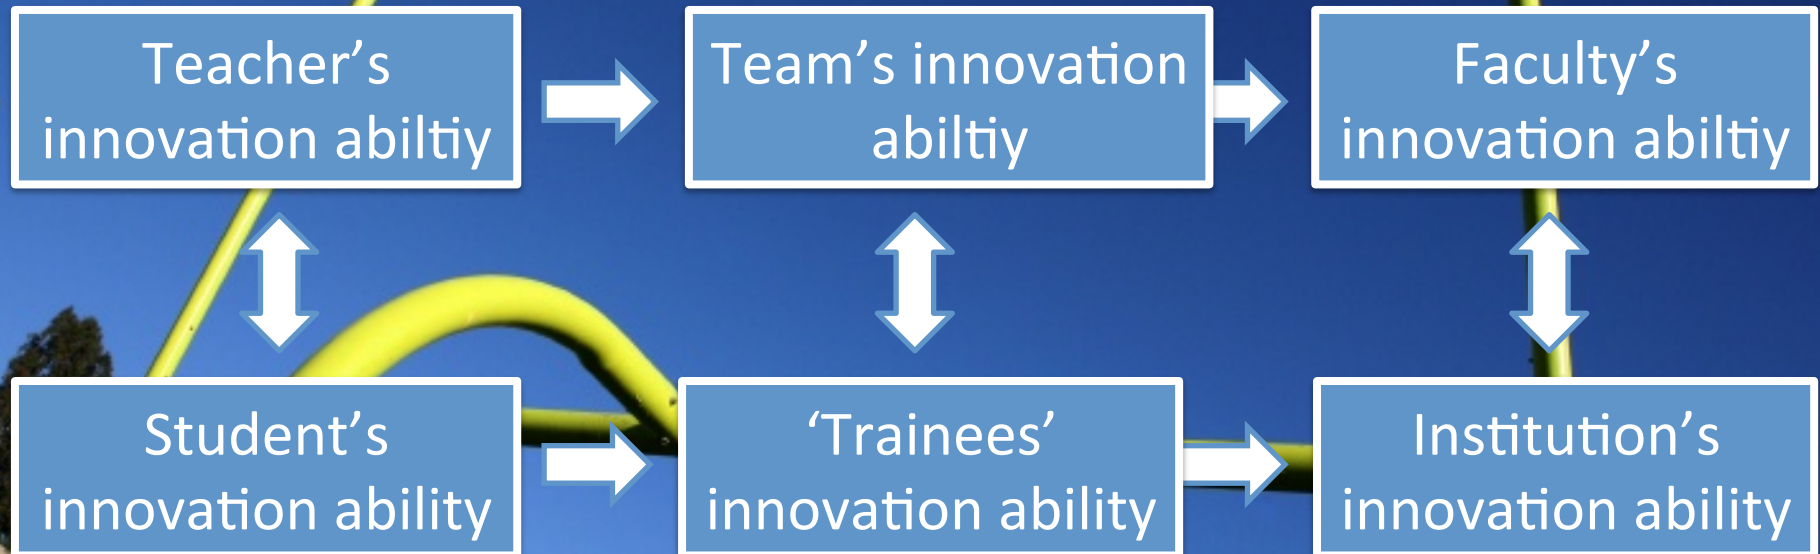 Teacher’s
innovation abiltiy
Team’s innovation
abiltiy
Faculty’s
innovation abiltiy
Student’s
innovation ability
‘Trainees’
innovation ability
Institution’s
innovation ability